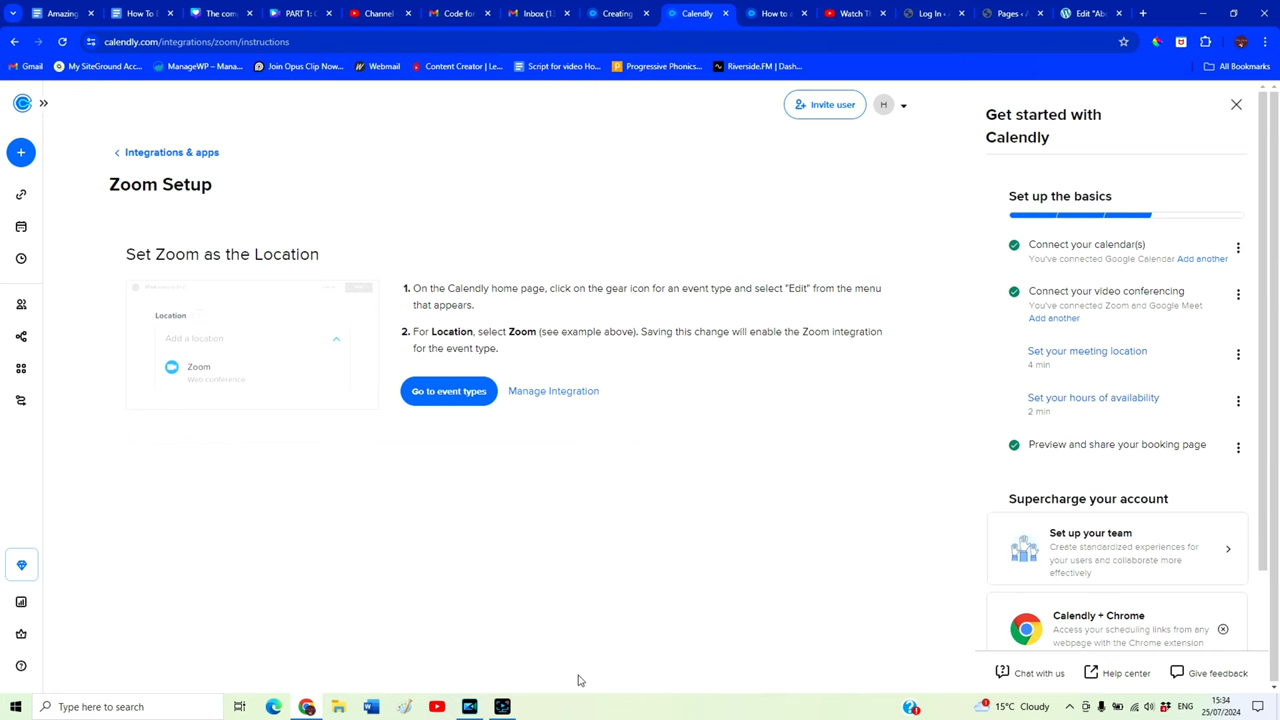 Amazing
How To E
The comp
PART 1: C
Channel
Code for
Inbox (13
Creating
Calendly
How to a
Watch Th
Log In ‹ A
Pages ‹ A
Edit "Abo
calendly.com/integrations/zoom/instructions
Gmail
My SiteGround Acc...
ManageWP – Mana...
Join Opus Clip Now...
Webmail
Content Creator | Le...
Script for video Ho...
Progressive Phonics...
Riverside.FM | Dash...
All Bookmarks
Invite user
H
Integrations & apps
Zoom Setup
Set Zoom as the Location
Location
Add a location
Zoom
Web conference
1. On the Calendly home page, click on the gear icon for an event type and select "Edit" from the menu
that appears.
2. For Location, select Zoom (see example above). Saving this change will enable the Zoom integration
for the event type.
Go to event types
Manage Integration
Get started with
Calendly
Set up the basics
Connect your calendar(s)
You've connected Google Calendar Add another
Connect your video conferencing
You've connected Zoom and Google Meet
Add another
Set your meeting location
4 min
Set your hours of availability
2 min
Preview and share your booking page
Supercharge your account
Set up your team
Create standardized experiences for
your users and collaborate more
effectively
Calendly + Chrome
Access your scheduling links from any
webpage with the Chrome extension
Chat with us
Help center
Give feedback
Type here to search
15°C Cloudy
ENG
15:34
25/07/2024